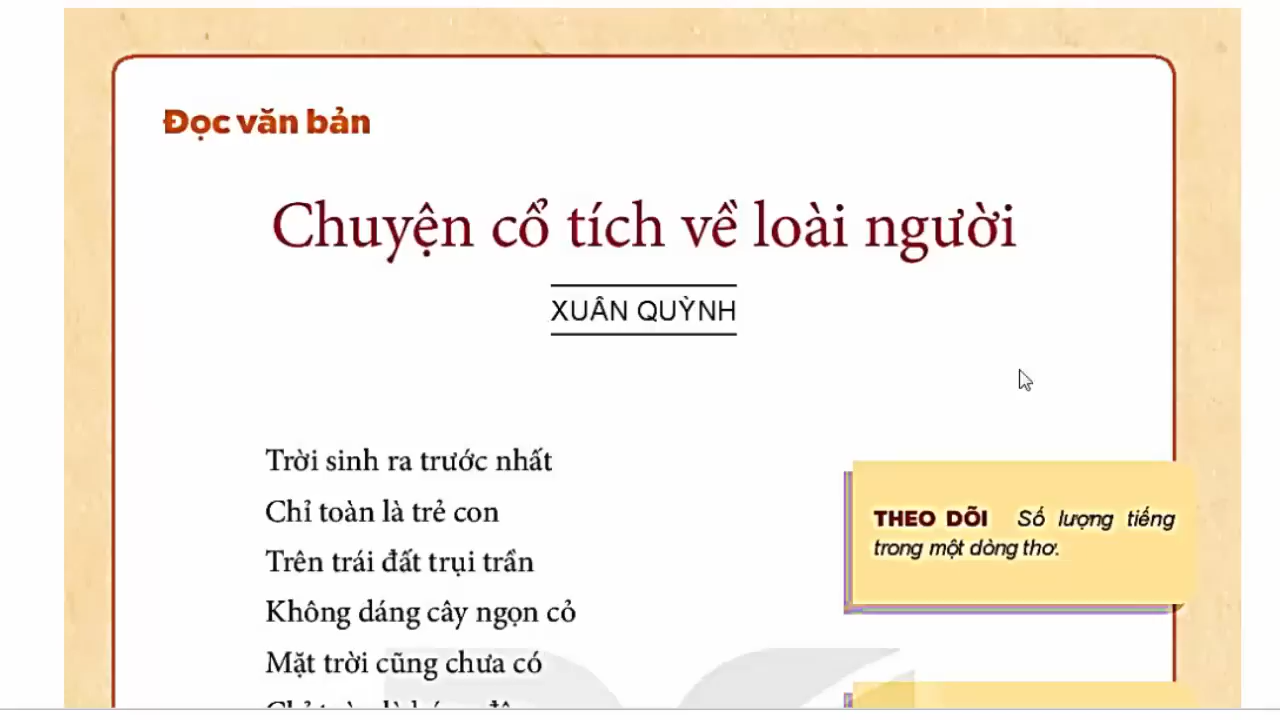 Đọc văn bản
Chuyện cổ tích về loài người
XUÂN QUỲNH
Trời sinh ra trước nhất
Chỉ toàn là trẻ con
Trên trái đất trụi trần
Không dáng cây ngọn cỏ
Mặt trời cũng chưa có
THEO DÕI Số lượng tiếng
trong một dòng thơ.